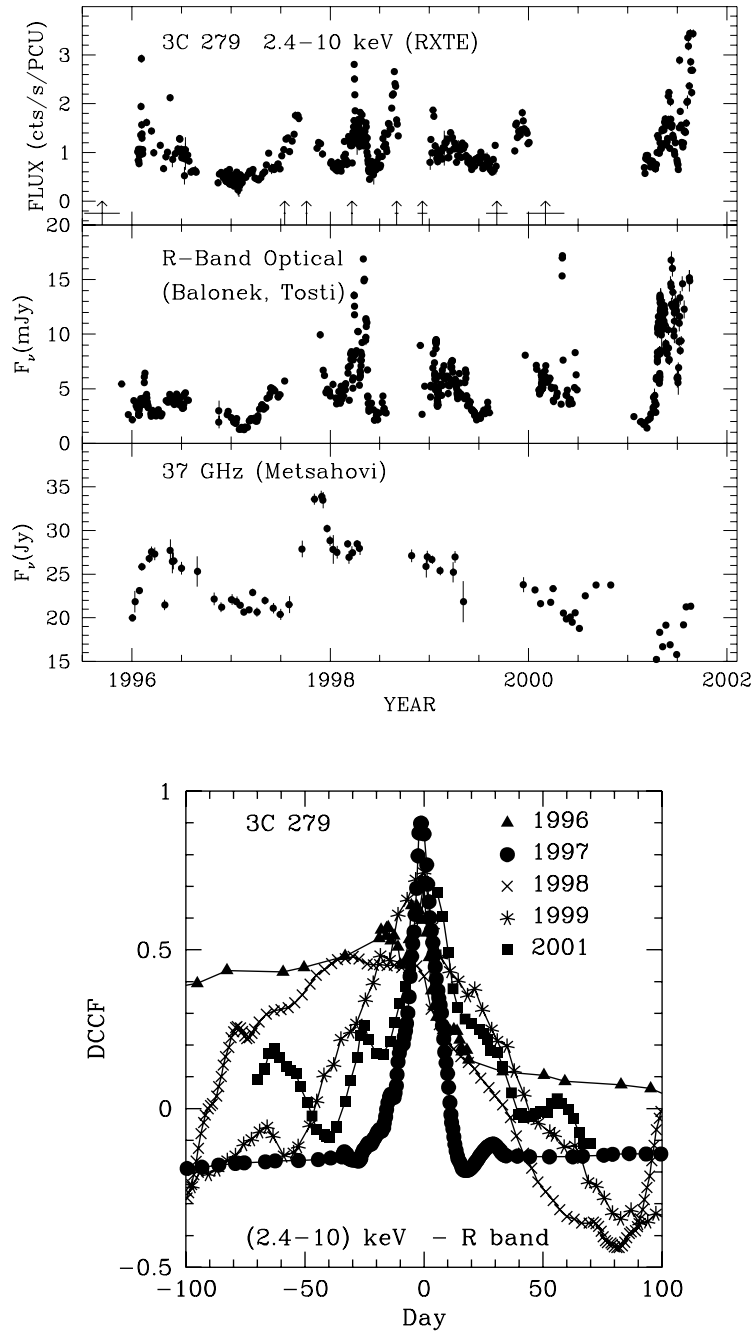 3C 279 2.4-10 keV (RXTE)
FLUX (cts/s/PCU)
3
2
1
0
R-Band Optical
(Balonek, Tosti)
Fν(mJy)
20
15
10
5
0
37 GHz (Metsahovi)
Fν(Jy)
35
30
25
20
15
1996
1998
2000
2002
YEAR
3C 279
1996
1997
1998
1999
2001
DCCF
1
0.5
0
−0.5
(2.4-10) keV - R band
−100
−50
0
50
100
Day